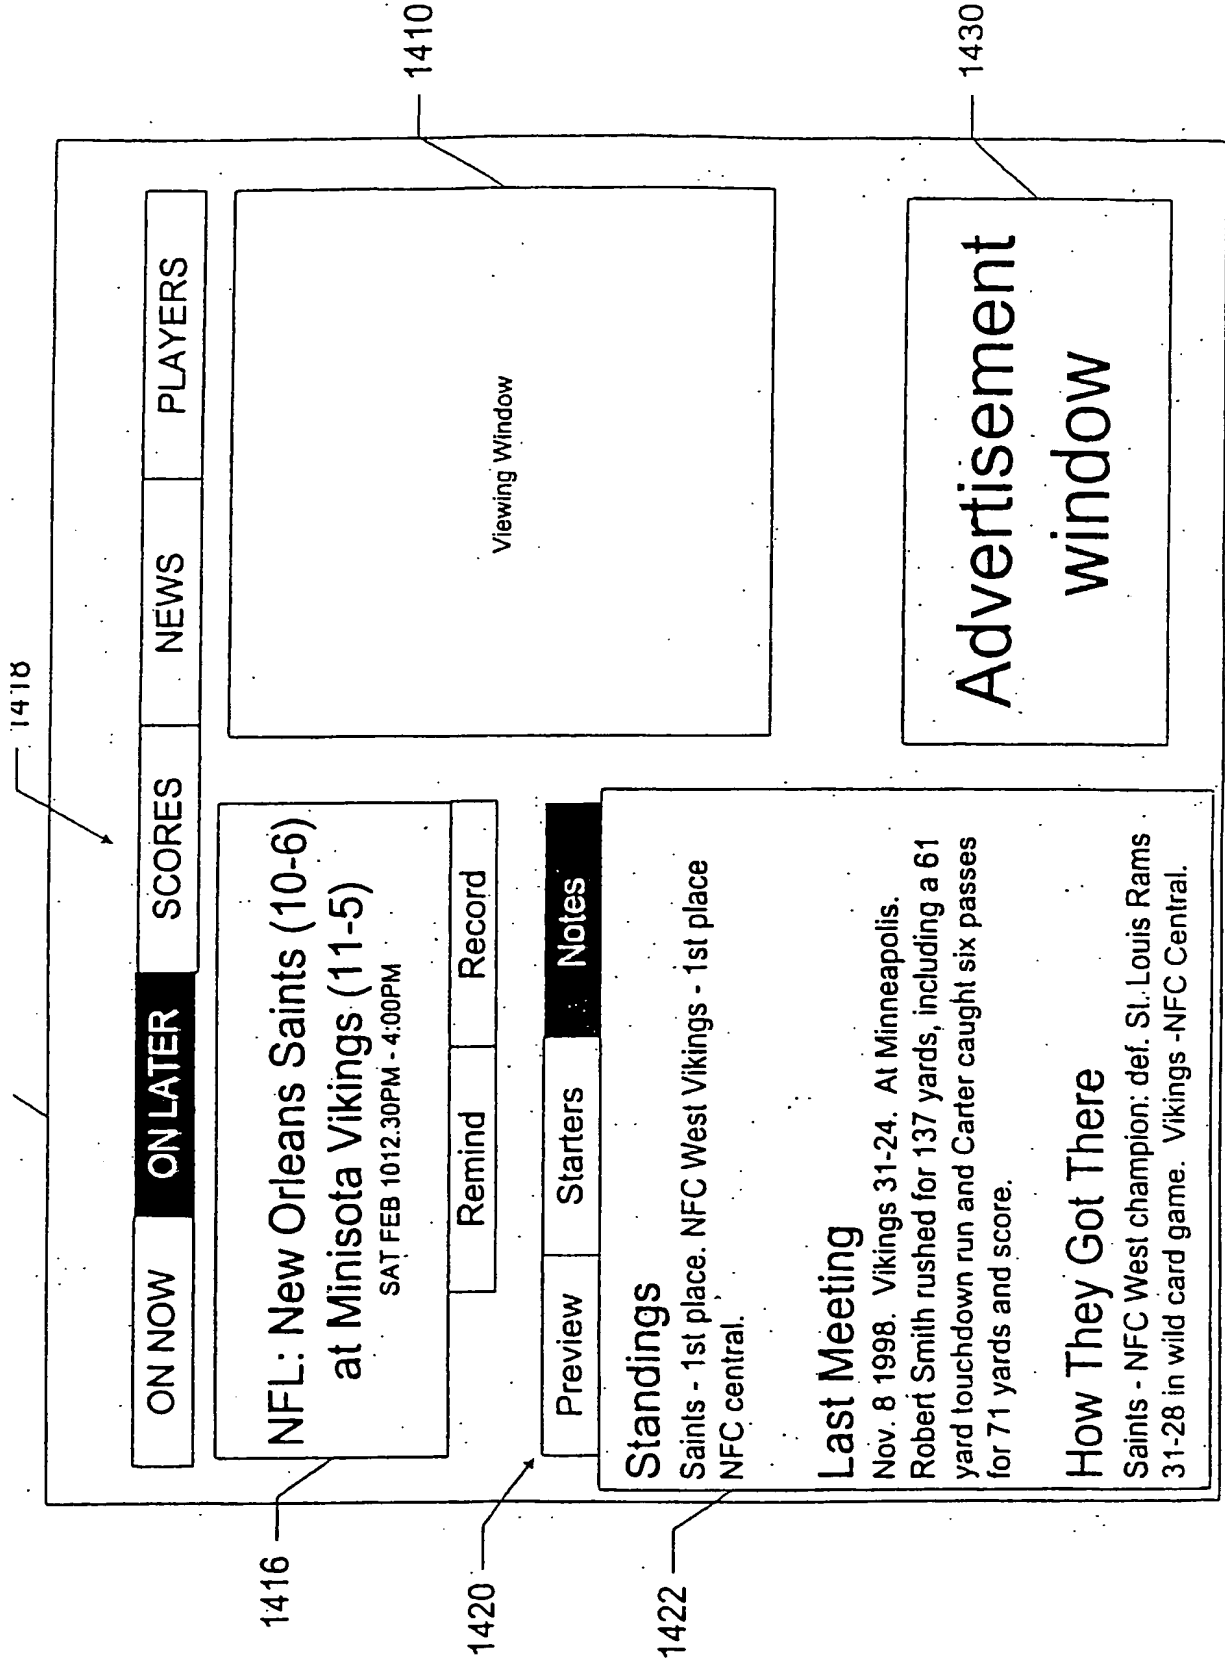 1418
ON NOW
ON LATER
SCORES
NEWS
PLAYERS
1416
NFL: New Orleans Saints (10-6)
at Minisota Vikings (11-5)
SAT FEB 1012.30PM - 4:00PM
Remind
Record
Viewing Window
1410
1420
Preview
Starters
Notes
1422
Standings
Saints - 1st place. NFC West Vikings - 1st place
NFC central.
Last Meeting
Nov. 8 1998. Vikings 31-24. At Minneapolis.
Robert Smith rushed for 137 yards, including a 61
yard touchdown run and Carter caught six passes
for 71 yards and score.
How They Got There
Saints - NFC West champion: def. St. Louis Rams
31-28 in wild card game. Vikings -NFC Central.
Advertisement
window
1430